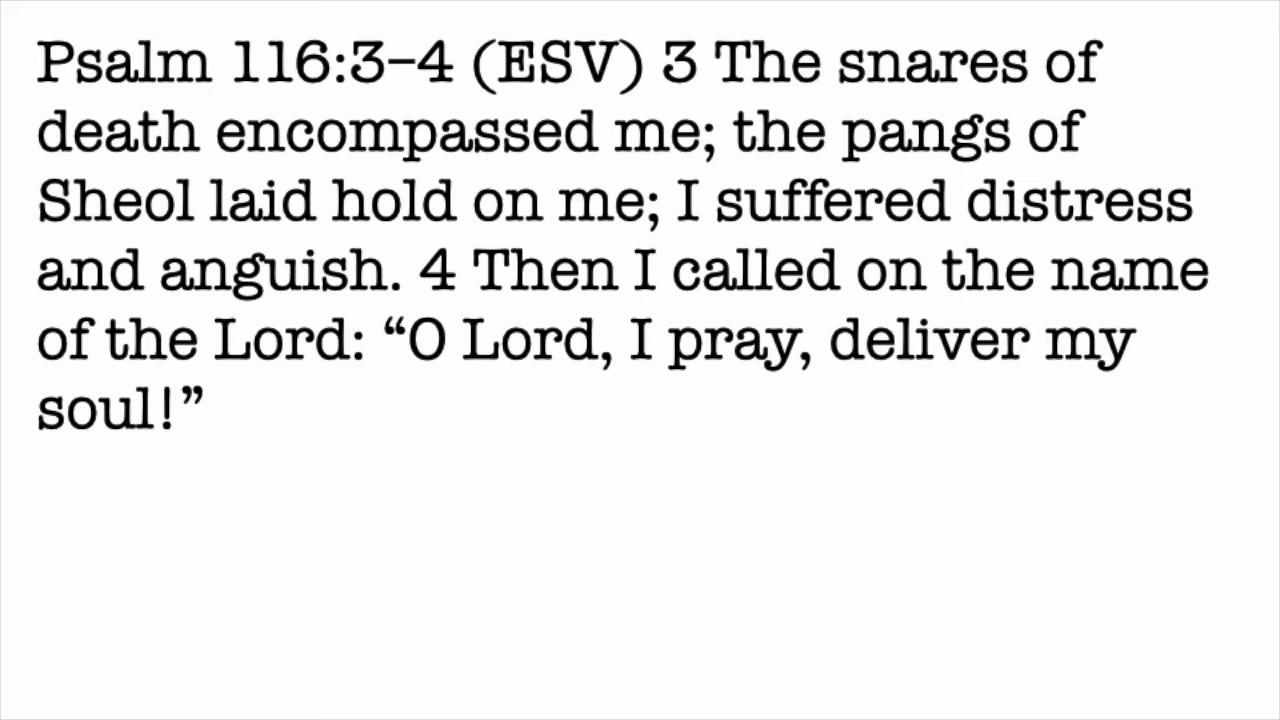 Psalm 116:3–4 (ESV) 3 The snares of
death encompassed me; the pangs of
Sheol laid hold on me; I suffered distress
and anguish. 4 Then I called on the name
of the Lord: “O Lord, I pray, deliver my
soul!”